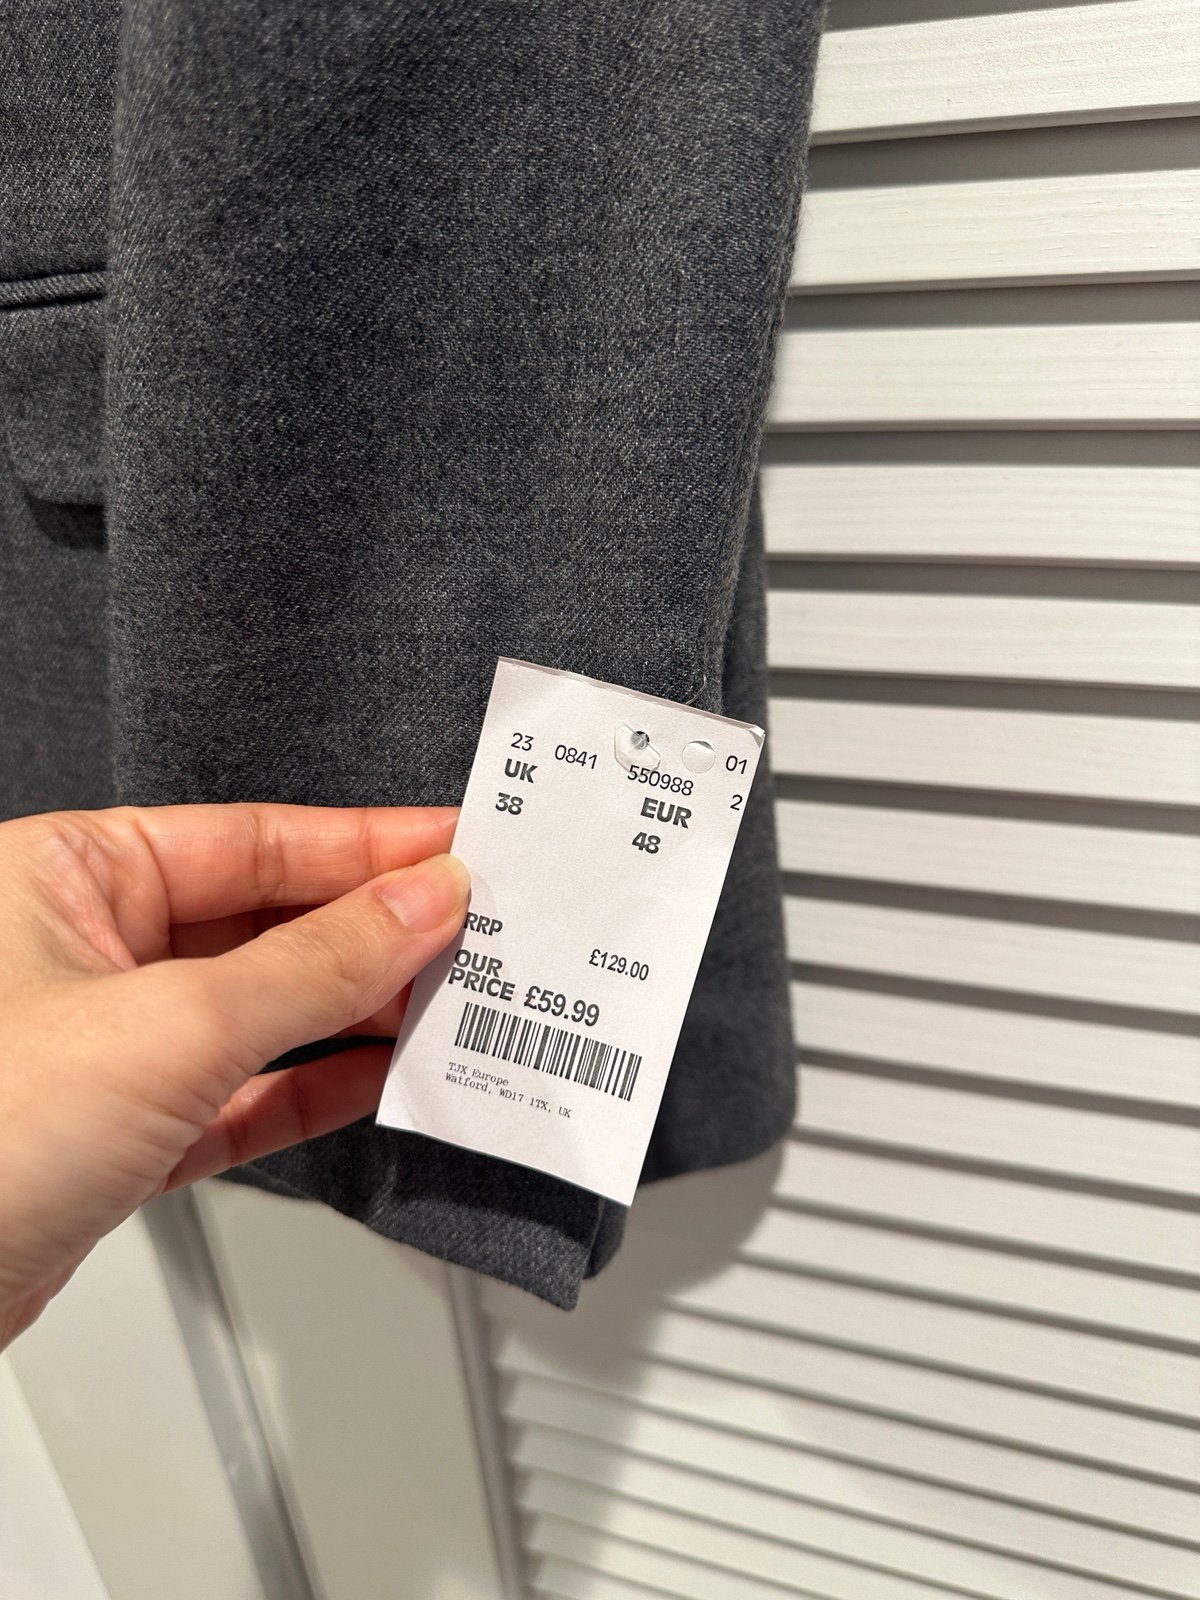 23 0841 550988 01
UK EUR 2
38 48
RRP £129.00
OUR
PRICE £59.99
TJX Europe
Watford, WD17 1TX, UK